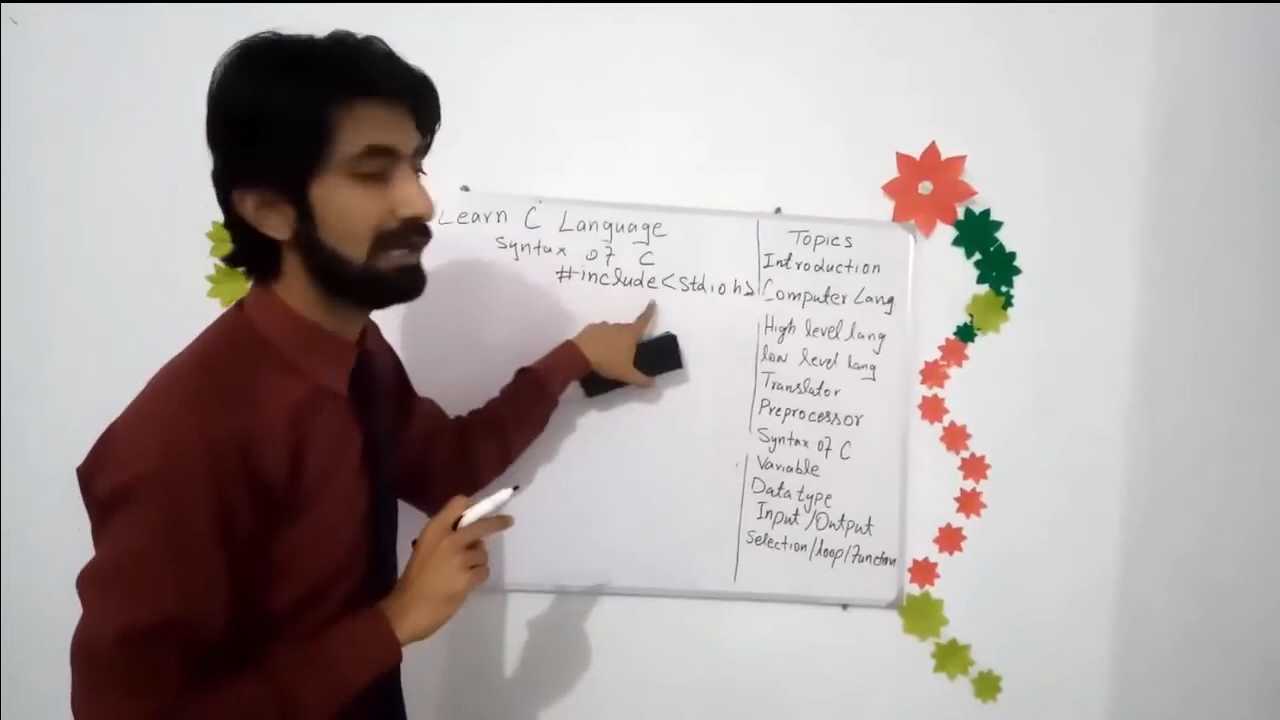 Learn C Language
Syntax of C
#include<stdio h>
Topics
Introduction
Computer Lang
High level lang
low level lang
Translator
Preprocessor
Syntax of C
Variable
Data type
Input/Output
Selection/loop/Function